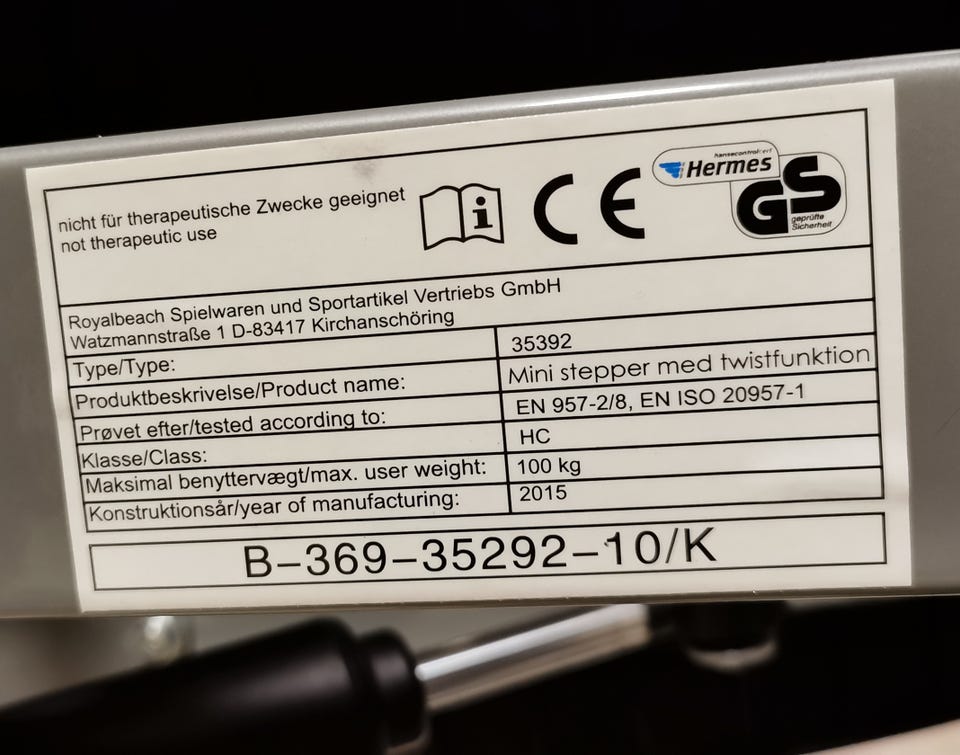 nicht für therapeutische Zwecke geeignet
not therapeutic use
i
CE
hansecontrol-cert
Hermes
GS
geprüfte
Sicherheit
Royalbeach Spielwaren und Sportartikel Vertriebs GmbH
Watzmannstraße 1 D-83417 Kirchanschöring
Type/Type: 35392
Produktbeskrivelse/Product name: Mini stepper med twistfunktion
Prøvet efter/tested according to: EN 957-2/8, EN ISO 20957-1
Klasse/Class: HC
Maksimal benyttervægt/max. user weight: 100 kg
Konstruktionsår/year of manufacturing: 2015
B-369-35292-10/K